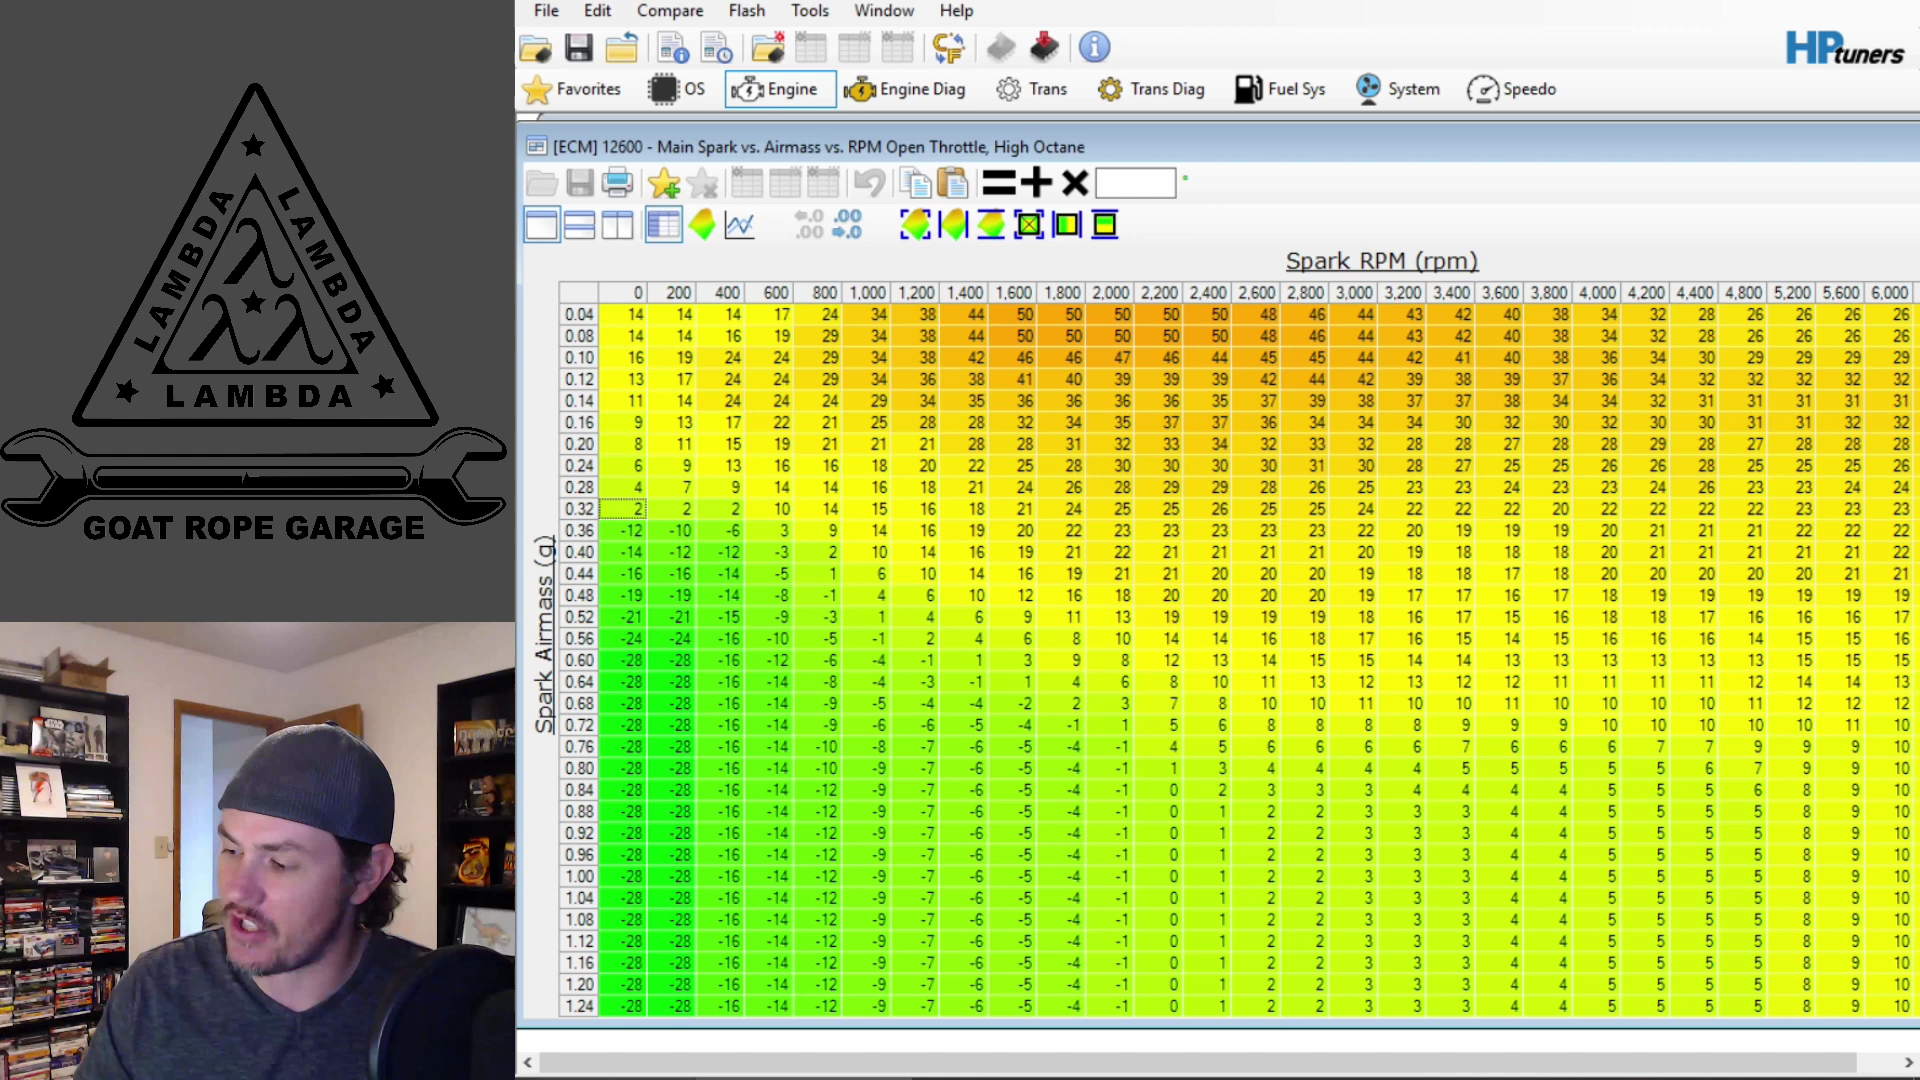 LAMBDA
LAMBDA
LAMBDA
GOAT ROPE GARAGE
File Edit Compare Flash Tools Window Help
HPtuners
Favorites OS Engine Engine Diag Trans Trans Diag Fuel Sys System Speedo
[ECM] 12600 - Main Spark vs. Airmass vs. RPM Open Throttle, High Octane
Spark RPM (rpm)
Spark Airmass (g)
0 200 400 600 800 1,000 1,200 1,400 1,600 1,800 2,000 2,200 2,400 2,600 2,800 3,000 3,200 3,400 3,600 3,800 4,000 4,200 4,400 4,800 5,200 5,600 6,000
0.04 14 14 14 17 24 34 38 44 50 50 50 50 50 48 46 44 43 42 40 38 34 32 28 26 26 26 26
0.08 14 14 16 19 29 34 38 44 50 50 50 50 50 48 46 44 43 42 40 38 34 32 28 26 26 26 26
0.10 16 19 24 24 29 34 38 42 46 46 47 46 44 45 45 44 42 41 40 38 36 34 30 29 29 29 29
0.12 13 17 24 24 29 34 36 38 41 40 39 39 39 42 44 42 39 38 39 37 36 34 32 32 32 32 32
0.14 11 14 24 24 24 29 34 35 36 36 36 36 35 37 39 38 37 37 38 34 34 32 31 31 31 31 31
0.16 9 13 17 22 21 25 28 28 32 34 35 37 37 36 34 34 34 30 32 30 32 30 30 31 31 32 32
0.20 8 11 15 19 21 21 21 28 28 31 32 33 34 32 33 32 28 28 27 28 28 29 28 27 28 28 28
0.24 6 9 13 16 16 18 20 22 25 28 30 30 30 30 31 30 28 27 25 25 26 26 28 25 25 25 26
0.28 4 7 9 14 14 16 18 21 24 26 28 29 29 28 26 25 23 23 24 23 23 24 26 23 23 24 24
0.32 2 2 2 10 14 15 16 18 21 24 25 25 26 25 25 24 22 22 22 20 22 22 22 22 23 23 23
0.36 -12 -10 -6 3 9 14 16 19 20 22 23 23 23 23 23 22 20 19 19 19 20 21 21 21 22 22 22
0.40 -14 -12 -12 -3 2 10 14 16 19 21 22 21 21 21 21 20 19 18 18 18 20 21 21 21 21 21 22
0.44 -16 -16 -14 -5 1 6 10 14 16 19 21 21 20 20 20 19 18 18 17 18 20 20 20 20 20 21 21
0.48 -19 -19 -14 -8 -1 4 6 10 12 16 18 20 20 20 20 19 17 17 16 17 18 19 19 19 19 19 19
0.52 -21 -21 -15 -9 -3 1 4 6 9 11 13 19 19 19 19 18 16 17 15 16 18 18 17 16 16 16 17
0.56 -24 -24 -16 -10 -5 -1 2 4 6 8 10 14 14 16 18 17 16 15 14 15 16 16 16 14 15 15 16
0.60 -28 -28 -16 -12 -6 -4 -1 1 3 9 8 12 13 14 15 15 14 14 13 13 13 13 13 13 15 15 15
0.64 -28 -28 -16 -14 -8 -4 -3 -1 1 4 6 8 10 11 13 12 13 12 12 11 11 11 11 12 14 14 13
0.68 -28 -28 -16 -14 -9 -5 -4 -4 -2 2 3 7 8 10 10 11 10 10 11 10 10 10 10 11 12 12 12
0.72 -28 -28 -16 -14 -9 -6 -6 -5 -4 -1 1 5 6 8 8 8 8 9 9 9 10 10 10 10 10 11 10
0.76 -28 -28 -16 -14 -10 -8 -7 -6 -5 -4 -1 4 5 6 6 6 6 7 6 6 6 7 7 9 9 9 10
0.80 -28 -28 -16 -14 -10 -9 -7 -6 -5 -4 -1 1 3 4 4 4 4 5 5 5 5 5 6 7 9 9 10
0.84 -28 -28 -16 -14 -12 -9 -7 -6 -5 -4 -1 0 2 3 3 3 4 4 4 4 5 5 5 6 8 9 10
0.88 -28 -28 -16 -14 -12 -9 -7 -6 -5 -4 -1 0 1 2 2 3 3 3 4 4 5 5 5 5 8 9 10
0.92 -28 -28 -16 -14 -12 -9 -7 -6 -5 -4 -1 0 1 2 2 3 3 3 4 4 5 5 5 5 8 9 10
0.96 -28 -28 -16 -14 -12 -9 -7 -6 -5 -4 -1 0 1 2 2 3 3 3 4 4 5 5 5 5 8 9 10
1.00 -28 -28 -16 -14 -12 -9 -7 -6 -5 -4 -1 0 1 2 2 3 3 3 4 4 5 5 5 5 8 9 10
1.04 -28 -28 -16 -14 -12 -9 -7 -6 -5 -4 -1 0 1 2 2 3 3 3 4 4 5 5 5 5 8 9 10
1.08 -28 -28 -16 -14 -12 -9 -7 -6 -5 -4 -1 0 1 2 2 3 3 3 4 4 5 5 5 5 8 9 10
1.12 -28 -28 -16 -14 -12 -9 -7 -6 -5 -4 -1 0 1 2 2 3 3 3 4 4 5 5 5 5 8 9 10
1.16 -28 -28 -16 -14 -12 -9 -7 -6 -5 -4 -1 0 1 2 2 3 3 3 4 4 5 5 5 5 8 9 10
1.20 -28 -28 -16 -14 -12 -9 -7 -6 -5 -4 -1 0 1 2 2 3 3 3 4 4 5 5 5 5 8 9 10
1.24 -28 -28 -16 -14 -12 -9 -7 -6 -5 -4 -1 0 1 2 2 3 3 3 4 4 5 5 5 5 8 9 10